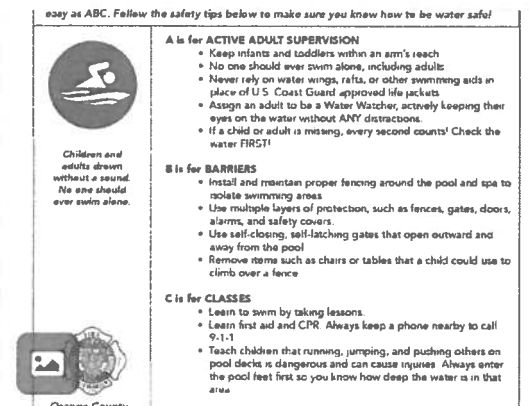 easy as ABC. Follow the safety tips below to make sure you know how to be water safe!
A is for ACTIVE ADULT SUPERVISION
• Keep infants and toddlers within an arm's reach
• No one should ever swim alone, including adults
• Never rely on water wings, rafts, or other swimming aids in
place of U.S. Coast Guard approved life jackets
• Assign an adult to be a Water Watcher, actively keeping their
eyes on the water without ANY distractions.
• If a child or adult is missing, every second counts! Check the
water FIRST!
Children and
adults drown
without a sound.
No one should
ever swim alone.
B is for BARRIERS
• Install and maintain proper fencing around the pool and spa to
isolate swimming areas
• Use multiple layers of protection, such as fences, gates, doors,
alarms, and safety covers.
• Use self-closing, self-latching gates that open outward and
away from the pool
• Remove items such as chairs or tables that a child could use to
climb over a fence
C is for CLASSES
• Learn to swim by taking lessons.
• Learn first aid and CPR. Always keep a phone nearby to call
9-1-1
• Teach children that running, jumping, and pushing others on
pool decks is dangerous and can cause injuries. Always enter
the pool feet first so you know how deep the water is in that
area
Orange County